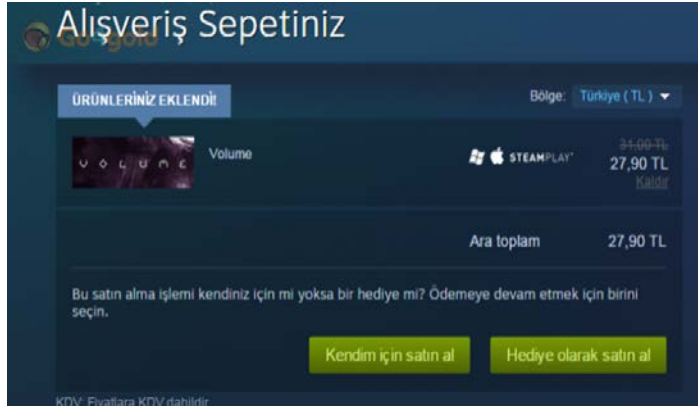 Alışveriş Sepetiniz
ÜRÜNLERİNİZ EKLENDİ!
Bölge: Türkiye ( TL )
VOLUME
Volume
STEAMPLAY
31,00 TL
27,90 TL
Kaldır
Ara toplam 27,90 TL
Bu satın alma işlemi kendiniz için mi yoksa bir hediye mi? Ödemeye devam etmek için birini
seçin.
Kendim için satın al Hediye olarak satın al
KDV: Fiyatlara KDV dahildir